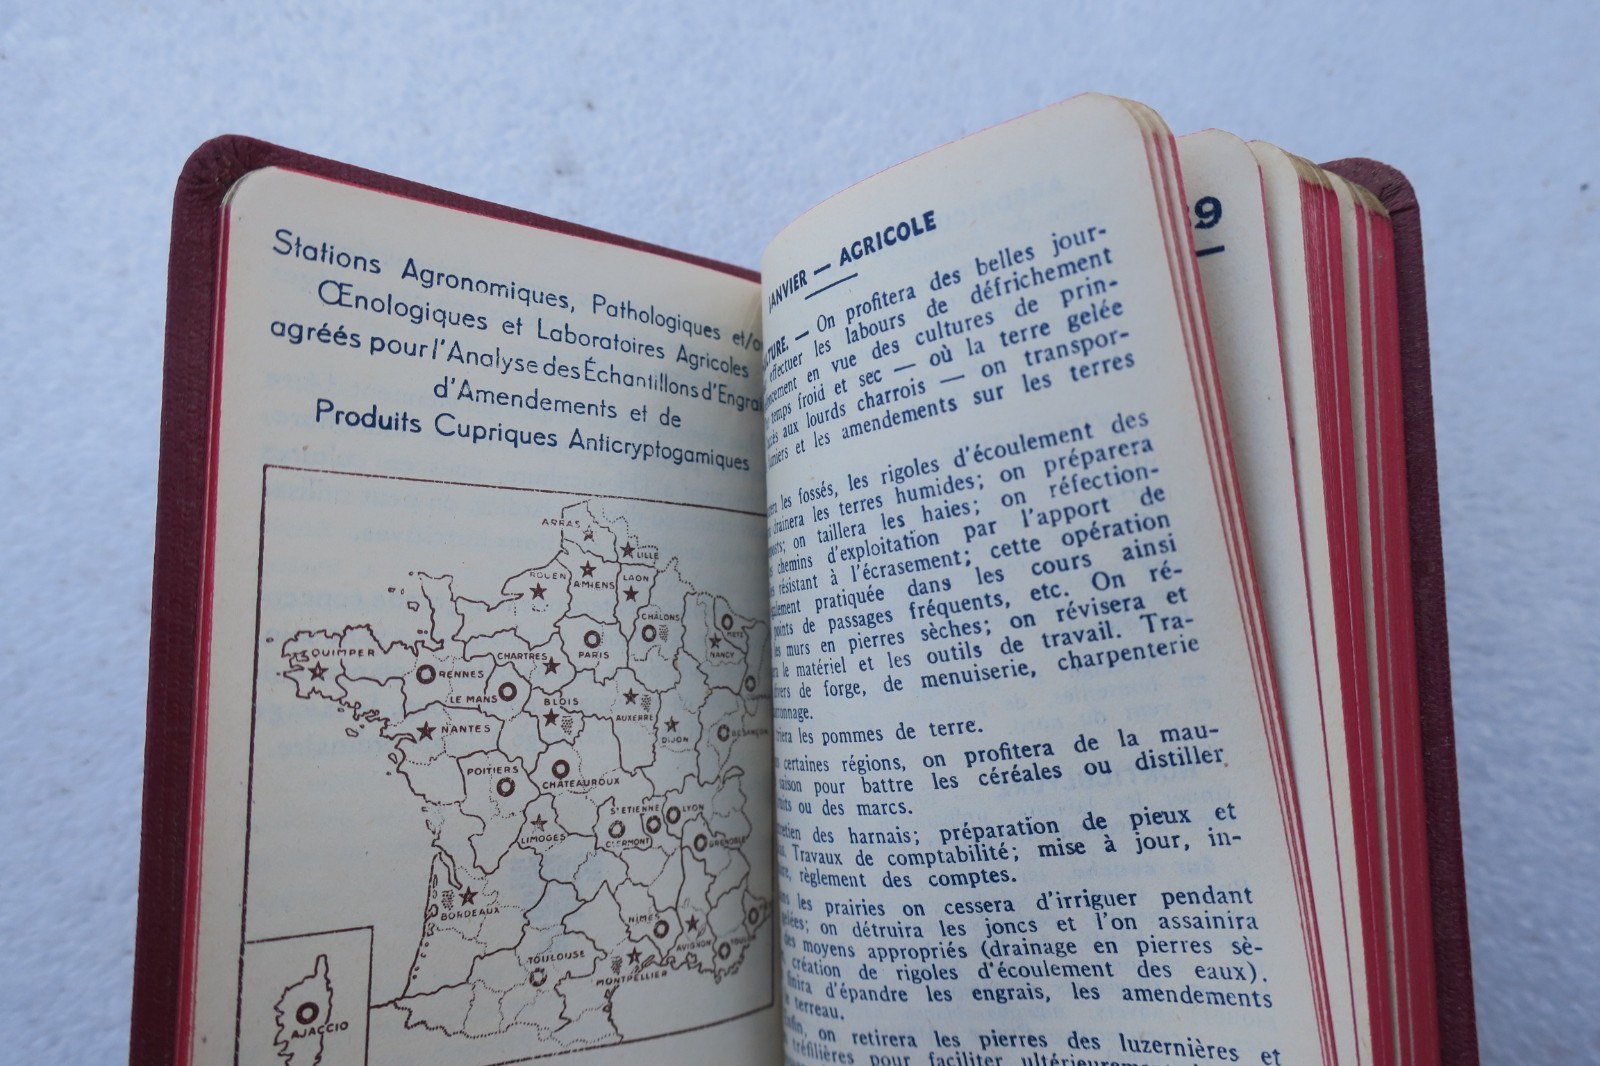 Stations Agronomiques, Pathologiques
Œnologiques et Laboratoires Agricoles
agréés pour l'Analyse des Échantillons d'Engrai
d'Amendements et de
Produits Cupriques Anticryptogamiques
ARRAS
LILLE
ROUEN
AMIENS
LAON
CHÂLONS
METZ
NANCY
QUIMPER
CHARTRES
PARIS
RENNES
LE MANS
BLOIS
AUXERRE
NANTES
DIJON
BESANÇON
POITIERS
CHÂTEAUROUX
ST ETIENNE
LYON
LIMOGES
CLERMONT
GRENOBLE
BORDEAUX
NIMES
AVIGNON
TOULON
TOULOUSE
MONTPELLIER
AJACCIO
JANVIER — AGRICOLE
— On profitera des belles jour-
effectuer les labours de défrichement
en vue des cultures de prin-
temps froid et sec — où la terre gelée
aux lourds charrois — on transpor-
et les amendements sur les terres
les fossés, les rigoles d'écoulement des
drainera les terres humides; on préparera
on taillera les haies; on réfection-
chemins d'exploitation par l'apport de
résistant à l'écrasement; cette opération
pratiquée dans les cours ainsi
points de passages fréquents, etc. On ré-
murs en pierres sèches; on révisera et
le matériel et les outils de travail. Tra-
de forge, de menuiserie, charpenterie
les pommes de terre.
certaines régions, on profitera de la mau-
saison pour battre les céréales ou distiller
ou des marcs.
des harnais; préparation de pieux et
Travaux de comptabilité; mise à jour, in-
règlement des comptes.
les prairies on cessera d'irriguer pendant
on détruira les joncs et l'on assainira
des moyens appropriés (drainage en pierres sè-
création de rigoles d'écoulement des eaux).
d'épandre les engrais, les amendements
terreau.
on retirera les pierres des luzernières et
tréfilières pour faciliter
39